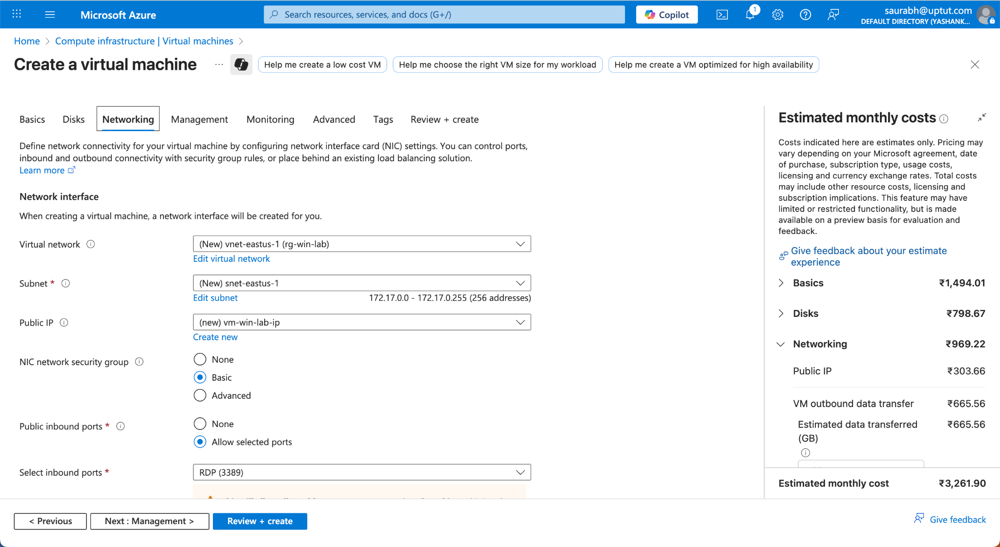 Microsoft Azure
Search resources, services, and docs (G+/)
Copilot
1
saurabh@uptut.com
DEFAULT DIRECTORY (YASHANK...
Home > Compute infrastructure | Virtual machines >
Create a virtual machine
...
Help me create a low cost VM
Help me choose the right VM size for my workload
Help me create a VM optimized for high availability
Basics
Disks
Networking
Management
Monitoring
Advanced
Tags
Review + create
Define network connectivity for your virtual machine by configuring network interface card (NIC) settings. You can control ports,
inbound and outbound connectivity with security group rules, or place behind an existing load balancing solution.
Learn more
Network interface
When creating a virtual machine, a network interface will be created for you.
Virtual network
(New) vnet-eastus-1 (rg-win-lab)
Edit virtual network
Subnet *
(New) snet-eastus-1
Edit subnet
172.17.0.0 - 172.17.0.255 (256 addresses)
Public IP
(new) vm-win-lab-ip
Create new
NIC network security group
None
Basic
Advanced
Public inbound ports *
None
Allow selected ports
Select inbound ports *
RDP (3389)
< Previous
Next : Management >
Review + create
Estimated monthly costs
Costs indicated here are estimates only. Pricing may
vary depending on your Microsoft agreement, date
of purchase, subscription type, usage costs,
licensing and currency exchange rates. Total costs
may include other resource costs, licensing and
subscription implications. This feature may have
limited or restricted functionality, but is made
available on a preview basis for evaluation and
feedback.
Give feedback about your estimate
experience
Basics ₹1,494.01
Disks ₹798.67
Networking ₹969.22
Public IP ₹303.66
VM outbound data transfer ₹665.56
Estimated data transferred ₹665.56
(GB)
Estimated monthly cost ₹3,261.90
Give feedback